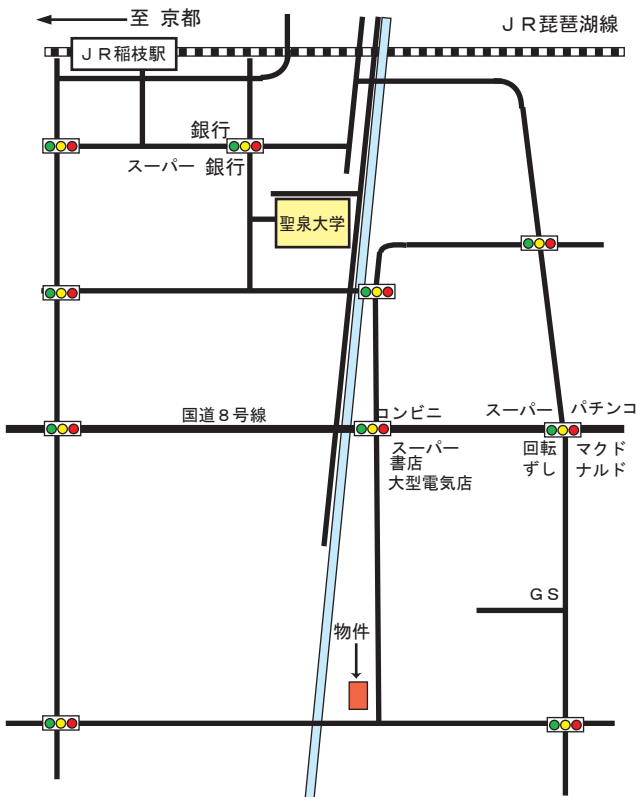 至 京都
ＪＲ琵琶湖線
ＪＲ稲枝駅
銀行
スーパー 銀行
聖泉大学
国道８号線
コンビニ
スーパー
パチンコ
スーパー
書店
大型電気店
回転
ずし
マクド
ナルド
ＧＳ
物件